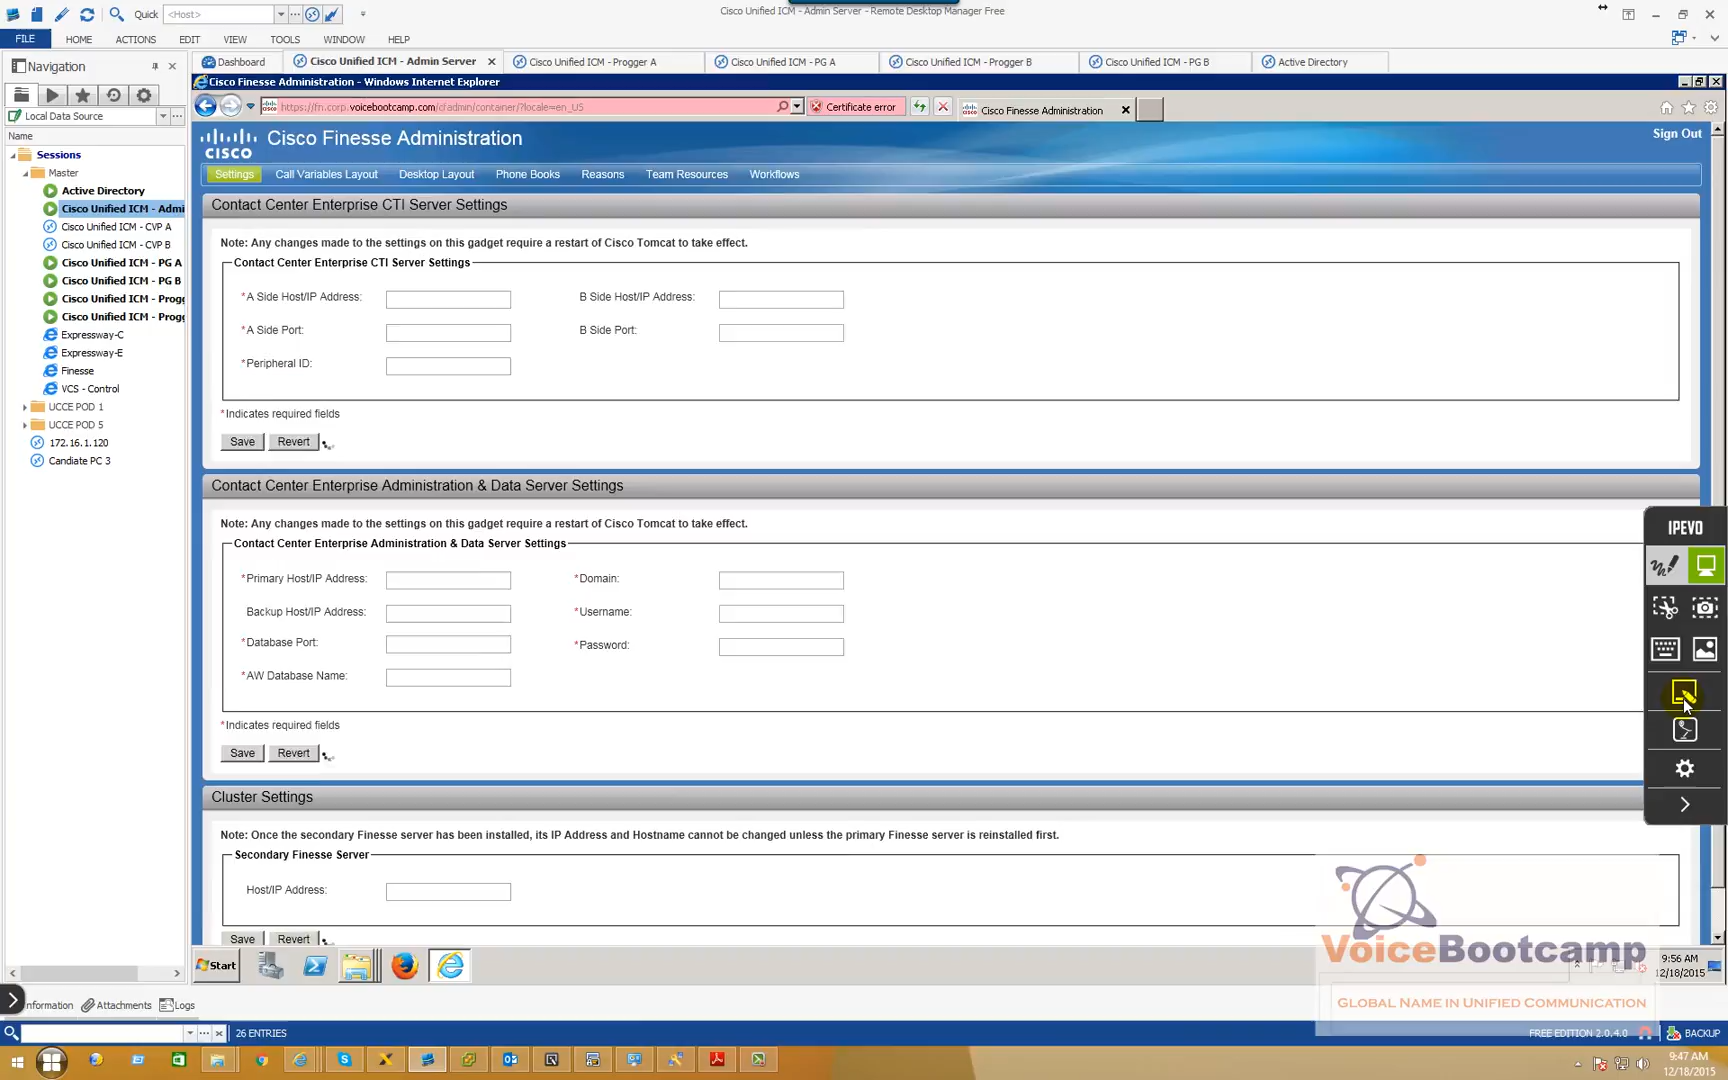 Quick <Host>
Cisco Unified ICM - Admin Server - Remote Desktop Manager Free
FILE HOME ACTIONS EDIT VIEW TOOLS WINDOW HELP
Navigation
Dashboard
Cisco Unified ICM - Admin Server
Cisco Unified ICM - Progger A
Cisco Unified ICM - PG A
Cisco Unified ICM - Progger B
Cisco Unified ICM - PG B
Active Directory
Cisco Finesse Administration - Windows Internet Explorer
https://fn.corp.voicebootcamp.com/cfadmin/container/?locale=en_US
Certificate error
Cisco Finesse Administration
Local Data Source
Name
Sessions
Master
Active Directory
Cisco Unified ICM - Admi
Cisco Unified ICM - CVP A
Cisco Unified ICM - CVP B
Cisco Unified ICM - PG A
Cisco Unified ICM - PG B
Cisco Unified ICM - Progg
Cisco Unified ICM - Progg
Expressway-C
Expressway-E
Finesse
VCS - Control
UCCE POD 1
UCCE POD 5
172.16.1.120
Candiate PC 3
CISCO
Cisco Finesse Administration
Sign Out
Settings Call Variables Layout Desktop Layout Phone Books Reasons Team Resources Workflows
Contact Center Enterprise CTI Server Settings
Note: Any changes made to the settings on this gadget require a restart of Cisco Tomcat to take effect.
Contact Center Enterprise CTI Server Settings
*A Side Host/IP Address: B Side Host/IP Address:
*A Side Port: B Side Port:
*Peripheral ID:
*Indicates required fields
Save Revert
Contact Center Enterprise Administration & Data Server Settings
Note: Any changes made to the settings on this gadget require a restart of Cisco Tomcat to take effect.
Contact Center Enterprise Administration & Data Server Settings
*Primary Host/IP Address: *Domain:
Backup Host/IP Address: *Username:
*Database Port: *Password:
*AW Database Name:
*Indicates required fields
Save Revert
Cluster Settings
Note: Once the secondary Finesse server has been installed, its IP Address and Hostname cannot be changed unless the primary Finesse server is reinstalled first.
Secondary Finesse Server
Host/IP Address:
Save Revert
IPEVO
VoiceBootcamp
GLOBAL NAME IN UNIFIED COMMUNICATION
Start
9:56 AM
12/18/2015
nformation Attachments Logs
26 ENTRIES
FREE EDITION 2.0.4.0 BACKUP
9:47 AM
12/18/2015